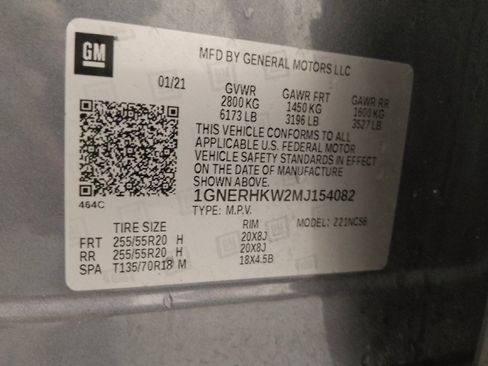 GM
MFD BY GENERAL MOTORS LLC
01/21 GVWR GAWR FRT GAWR RR
2800 KG 1450 KG 1600 KG
6173 LB 3196 LB 3527 LB
THIS VEHICLE CONFORMS TO ALL
APPLICABLE U.S. FEDERAL MOTOR
VEHICLE SAFETY STANDARDS IN EFFECT
ON THE DATE OF MANUFACTURE
464C
1GNERHKW2MJ154082
TYPE: M.P.V. MODEL: 221NC56
TIRE SIZE RIM
FRT 255/55R20 H 20X8J
RR 255/55R20 H 20X8J
SPA T135/70R18 M 18X4.5B